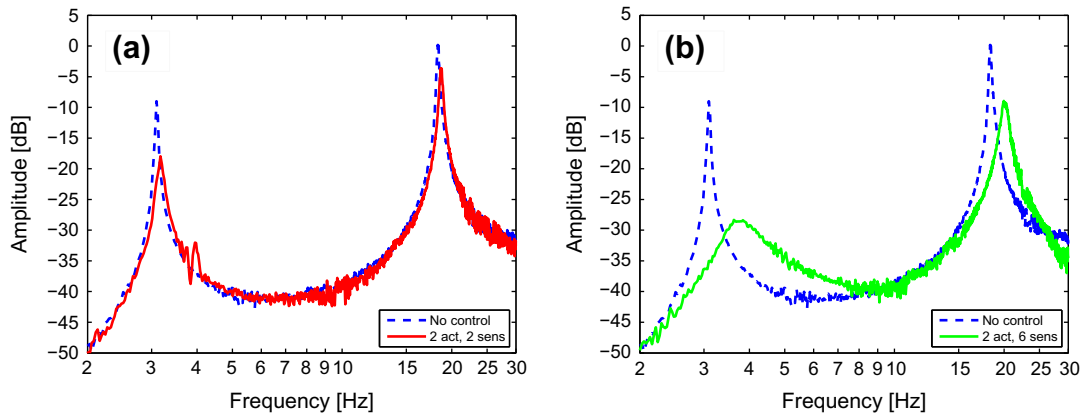 (a)
Amplitude [dB]
5
0
−5
−10
−15
−20
−25
−30
−35
−40
−45
−50
2 3 4 5 6 7 8 9 10 15 20 25 30
Frequency [Hz]
No control
2 act, 2 sens
(b)
Amplitude [dB]
5
0
−5
−10
−15
−20
−25
−30
−35
−40
−45
−50
2 3 4 5 6 7 8 9 10 15 20 25 30
Frequency [Hz]
No control
2 act, 6 sens